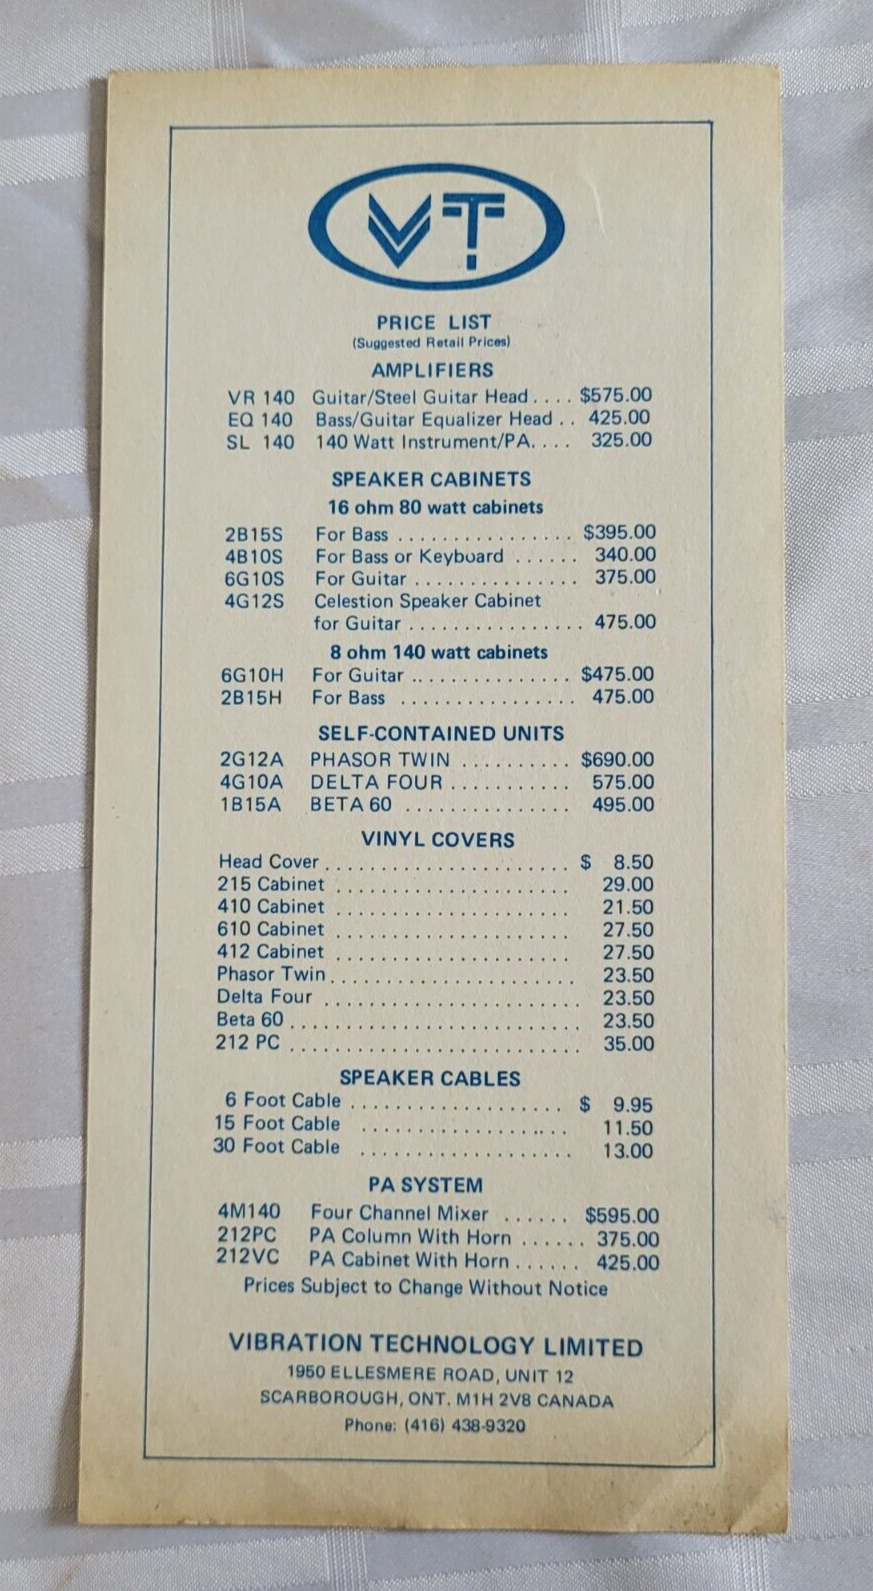 VT
PRICE LIST
(Suggested Retail Prices)
AMPLIFIERS
VR 140 Guitar/Steel Guitar Head .... $575.00
EQ 140 Bass/Guitar Equalizer Head .. 425.00
SL 140 140 Watt Instrument/PA. ... 325.00
SPEAKER CABINETS
16 ohm 80 watt cabinets
2B15S For Bass ................ $395.00
4B10S For Bass or Keyboard ...... 340.00
6G10S For Guitar ............... 375.00
4G12S Celestion Speaker Cabinet
for Guitar ................ 475.00
8 ohm 140 watt cabinets
6G10H For Guitar ............... $475.00
2B15H For Bass ................ 475.00
SELF-CONTAINED UNITS
2G12A PHASOR TWIN .......... $690.00
4G10A DELTA FOUR ........... 575.00
1B15A BETA 60 ............... 495.00
VINYL COVERS
Head Cover ...................... $ 8.50
215 Cabinet ..................... 29.00
410 Cabinet ..................... 21.50
610 Cabinet ..................... 27.50
412 Cabinet ..................... 27.50
Phasor Twin ...................... 23.50
Delta Four ....................... 23.50
Beta 60 .......................... 23.50
212 PC .......................... 35.00
SPEAKER CABLES
6 Foot Cable ................... $ 9.95
15 Foot Cable ................... 11.50
30 Foot Cable ................... 13.00
PA SYSTEM
4M140 Four Channel Mixer ...... $595.00
212PC PA Column With Horn ...... 375.00
212VC PA Cabinet With Horn ...... 425.00
Prices Subject to Change Without Notice
VIBRATION TECHNOLOGY LIMITED
1950 ELLESMERE ROAD, UNIT 12
SCARBOROUGH, ONT. M1H 2V8 CANADA
Phone: (416) 438-9320